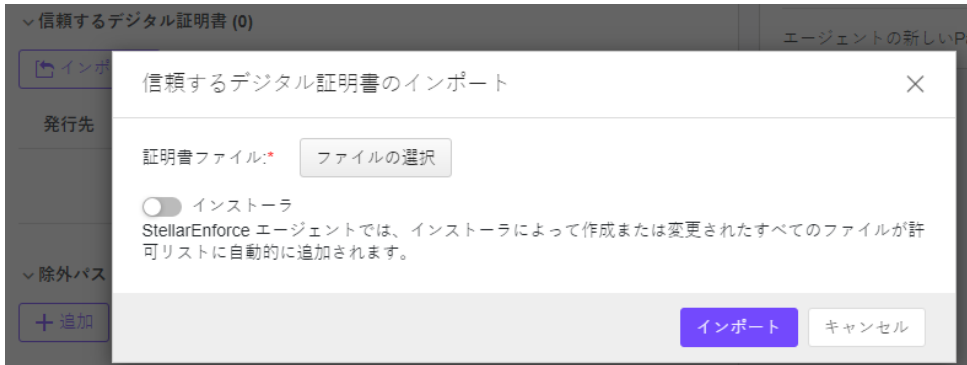 信頼するデジタル証明書 (0)
エージェントの新しいP
インポ
信頼するデジタル証明書のインポート
発行先
証明書ファイル:* ファイルの選択
インストーラ
StellarEnforce エージェントでは、インストーラによって作成または変更されたすべてのファイルが許
可リストに自動的に追加されます。
除外パス
追加
インポート キャンセル